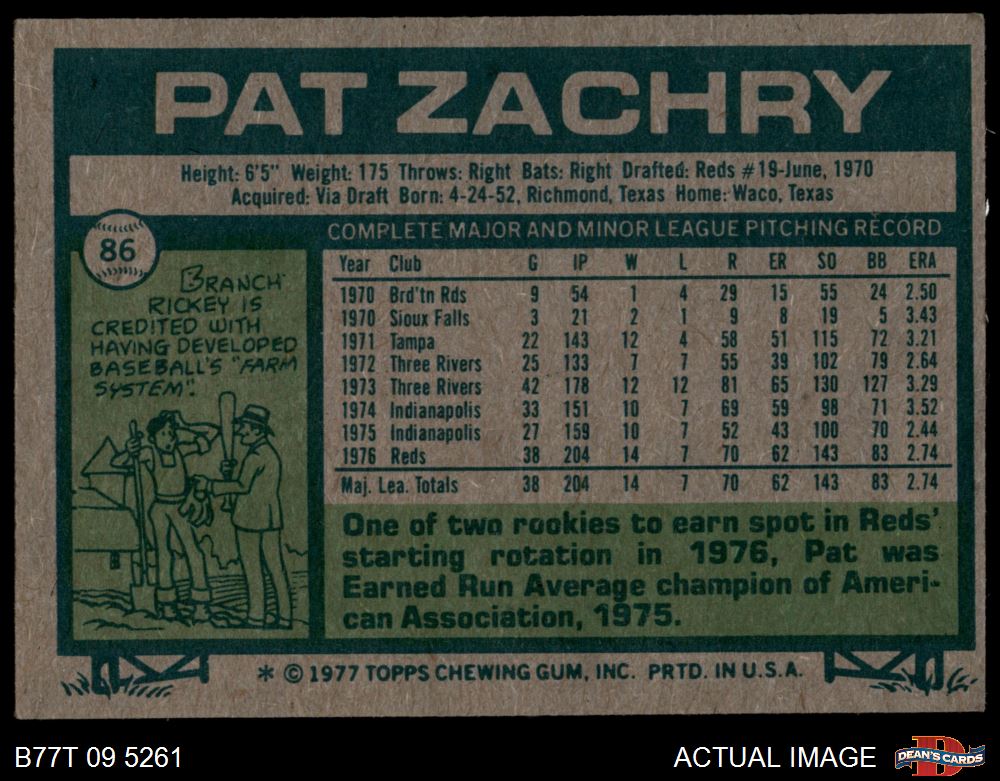 PAT ZACHRY
Height: 6'5" Weight: 175 Throws: Right Bats: Right Drafted: Reds #19-June, 1970
Acquired: Via Draft Born: 4-24-52, Richmond, Texas Home: Waco, Texas
86
BRANCH
RICKEY IS
CREDITED WITH
HAVING DEVELOPED
BASEBALL'S "FARM
SYSTEM".
COMPLETE MAJOR AND MINOR LEAGUE PITCHING RECORD
Year Club G IP W L R ER SO BB ERA
1970 Brd'tn Rds 9 54 1 4 29 15 55 24 2.50
1970 Sioux Falls 3 21 2 1 9 8 19 5 3.43
1971 Tampa 22 143 12 4 58 51 115 72 3.21
1972 Three Rivers 25 133 7 7 55 39 102 79 2.64
1973 Three Rivers 42 178 12 12 81 65 130 127 3.29
1974 Indianapolis 33 151 10 7 69 59 98 71 3.52
1975 Indianapolis 27 159 10 7 52 43 100 70 2.44
1976 Reds 38 204 14 7 70 62 143 83 2.74
Maj. Lea. Totals 38 204 14 7 70 62 143 83 2.74
One of two rookies to earn spot in Reds'
starting rotation in 1976, Pat was
Earned Run Average champion of Ameri-
can Association, 1975.
* © 1977 TOPPS CHEWING GUM, INC. PRTD. IN U.S.A.
B77T 09 5261
ACTUAL IMAGE
D
DEAN'S CARDS